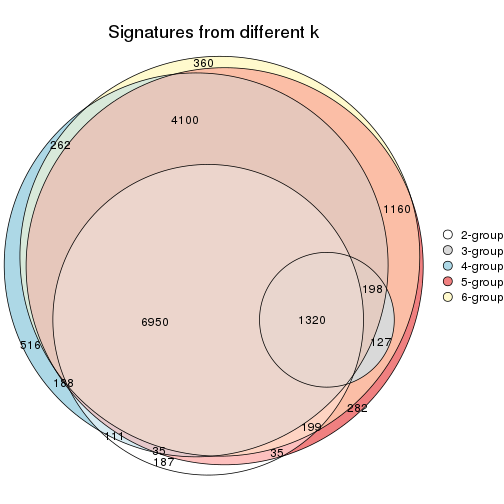 Signatures from different k
360
4100
262
1160
198
6950
1320
127
516
188
282
199
111
35
35
187
2-group
3-group
4-group
5-group
6-group